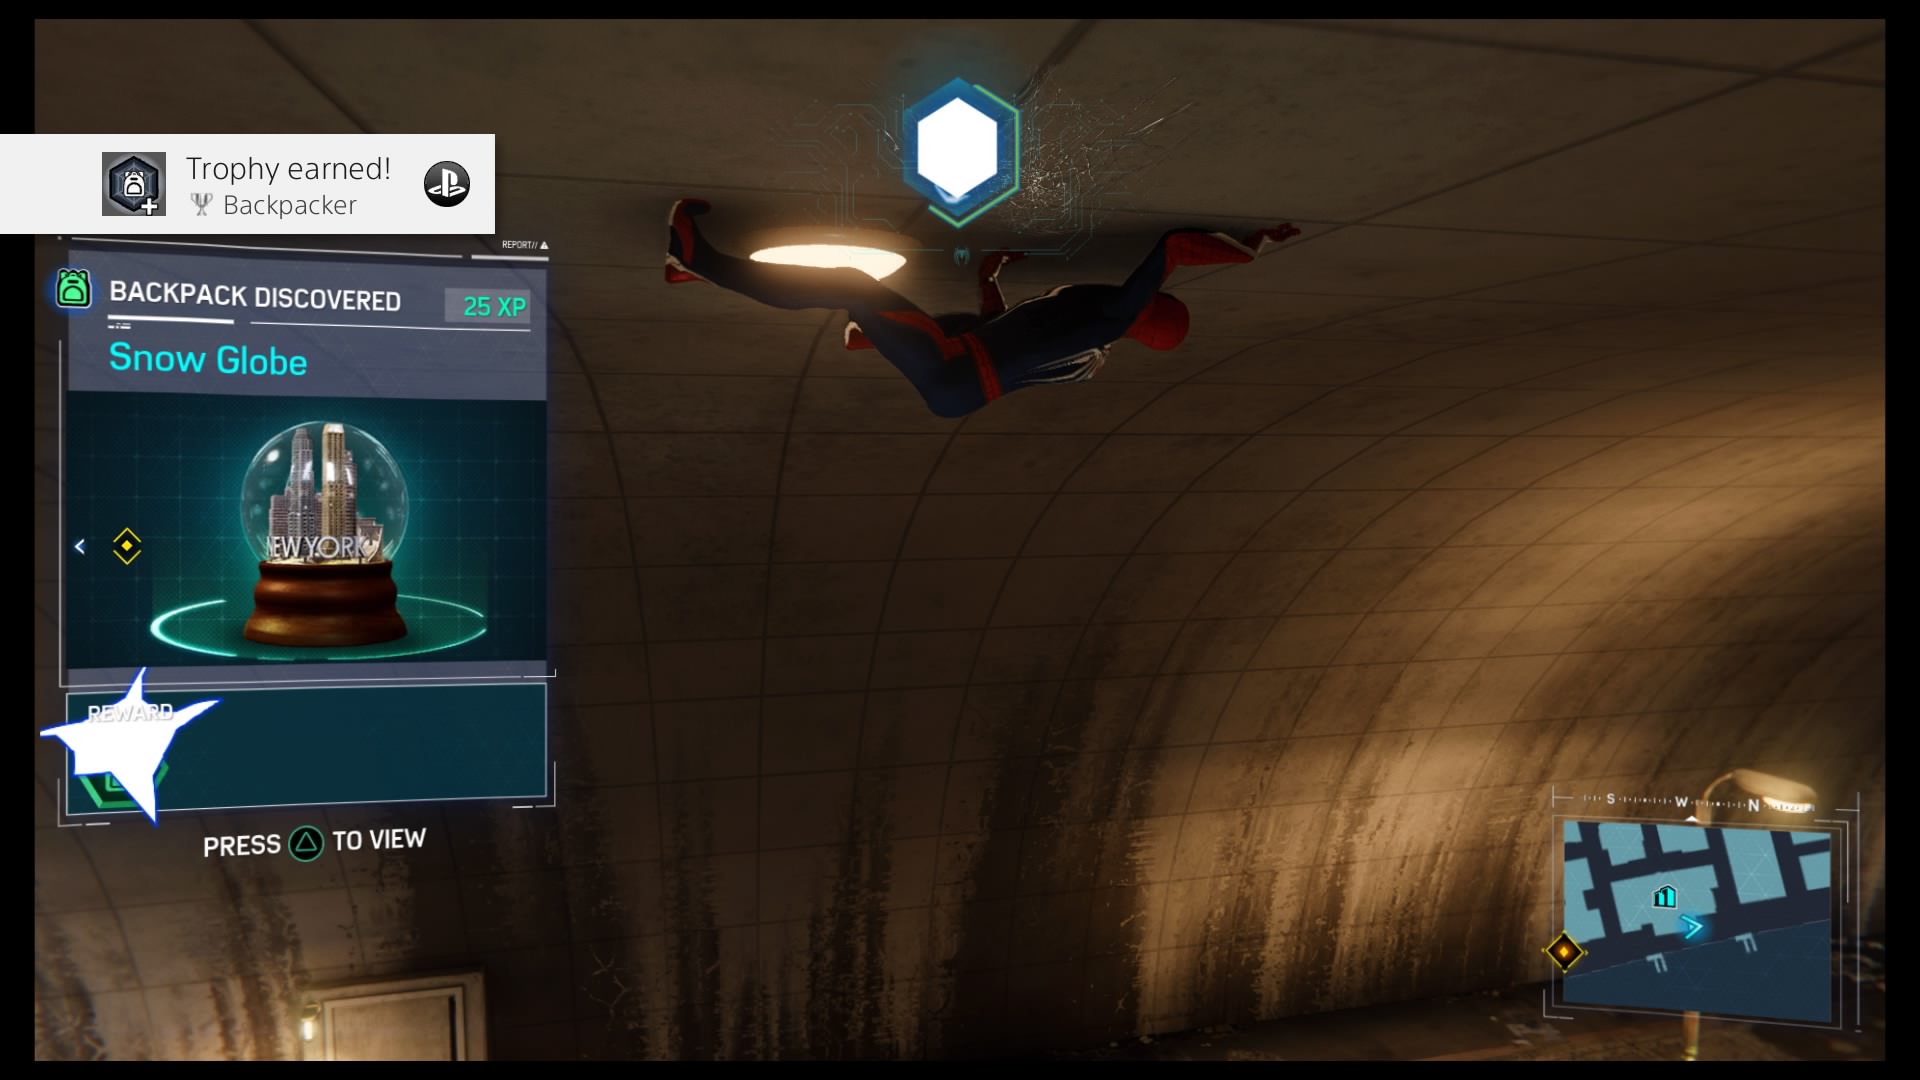 Trophy earned!
Backpacker
REPORT//
BACKPACK DISCOVERED
25 XP
Snow Globe
NEW YORK
REWARD
PRESS TO VIEW
S W N
F F